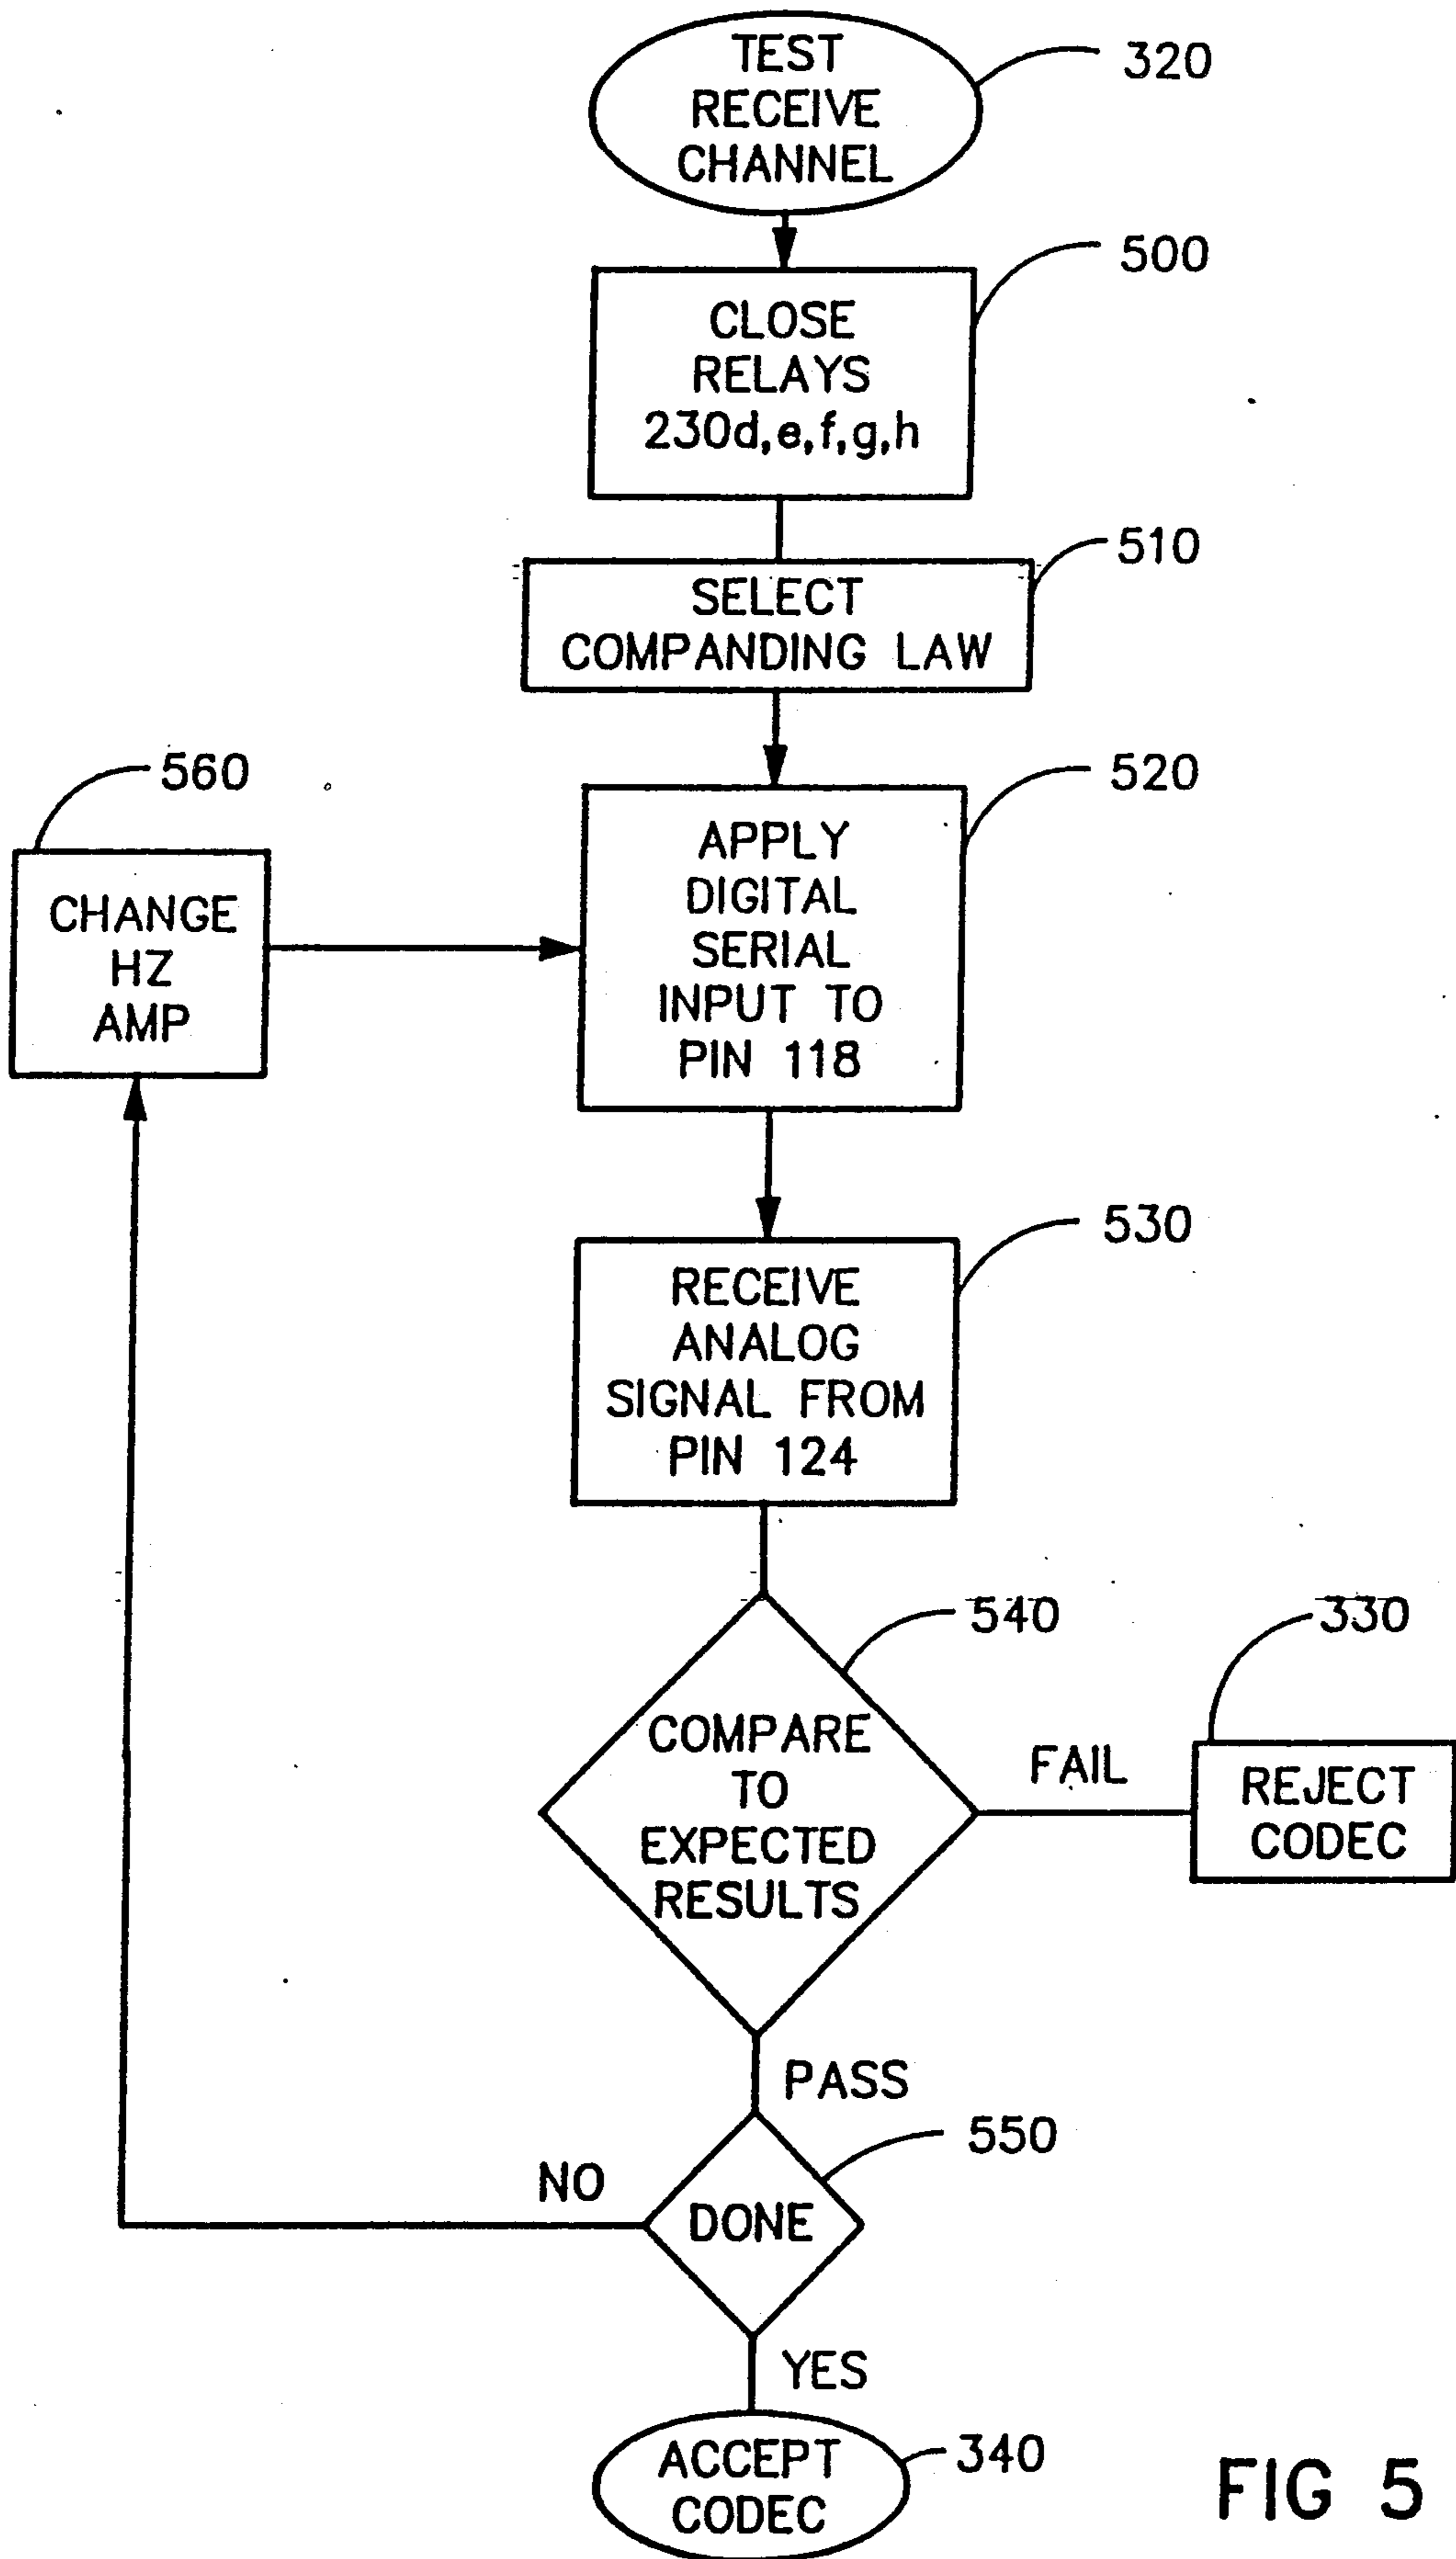 TEST
RECEIVE
CHANNEL
320
CLOSE
RELAYS
230d,e,f,g,h
500
SELECT
COMPANDING LAW
510
560
CHANGE
HZ
AMP
APPLY
DIGITAL
SERIAL
INPUT TO
PIN 118
520
RECEIVE
ANALOG
SIGNAL FROM
PIN 124
530
COMPARE
TO
EXPECTED
RESULTS
540
FAIL
330
REJECT
CODEC
PASS
DONE
550
NO
YES
ACCEPT
CODEC
340
FIG 5